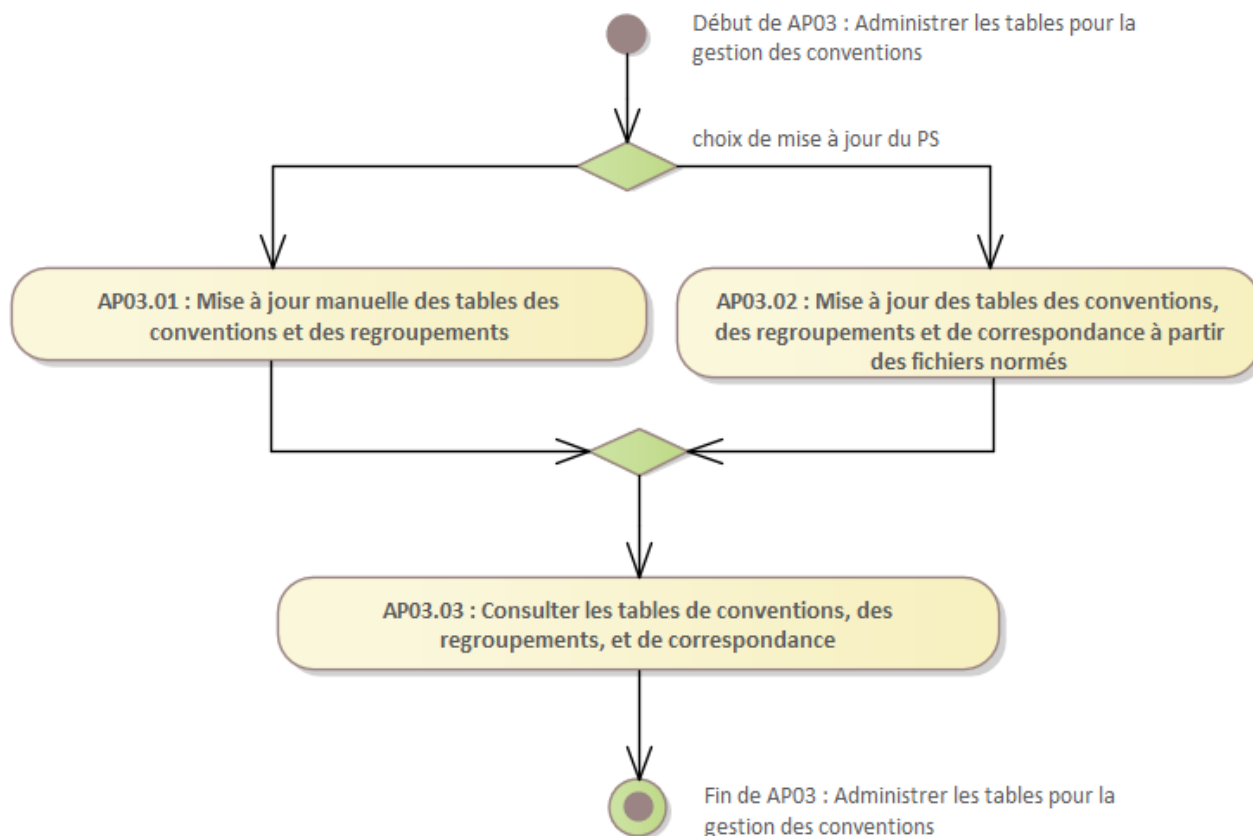 Début de AP03 : Administrer les tables pour la
gestion des conventions
choix de mise à jour du PS
AP03.01 : Mise à jour manuelle des tables des
conventions et des regroupements
AP03.02 : Mise à jour des tables des conventions,
des regroupements et de correspondance à partir
des fichiers normés
AP03.03 : Consulter les tables de conventions, des
regroupements, et de correspondance
Fin de AP03 : Administrer les tables pour la
gestion des conventions